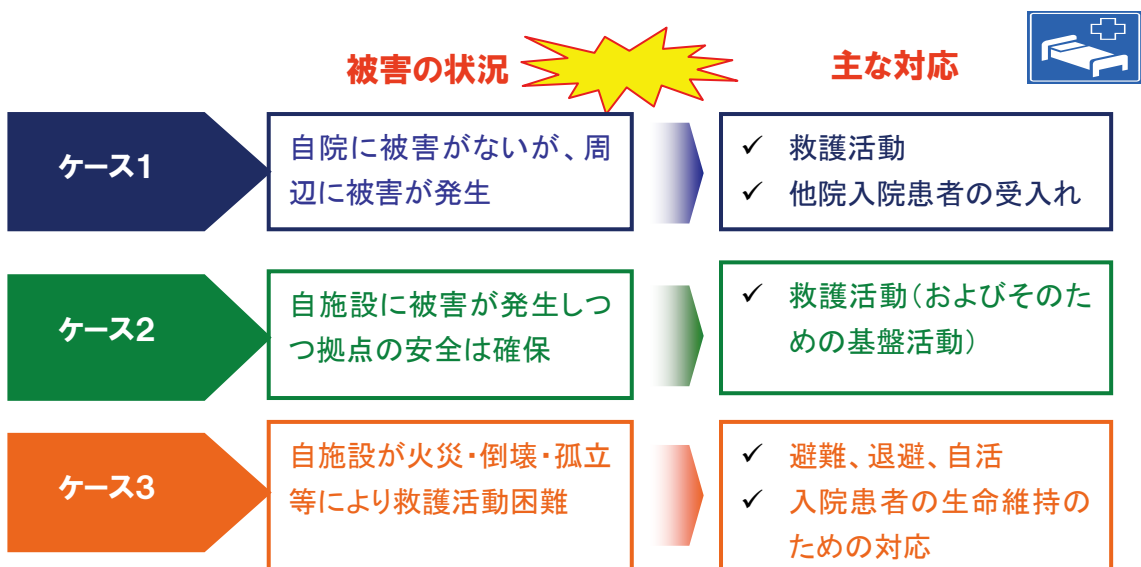 被害の状況
主な対応
ケース1
自院に被害がないが、周
辺に被害が発生
✓ 救護活動
✓ 他院入院患者の受入れ
ケース2
自施設に被害が発生しつ
つ拠点の安全は確保
✓ 救護活動(およびそのた
めの基盤活動)
ケース3
自施設が火災・倒壊・孤立
等により救護活動困難
✓ 避難、退避、自活
✓ 入院患者の生命維持の
ための対応